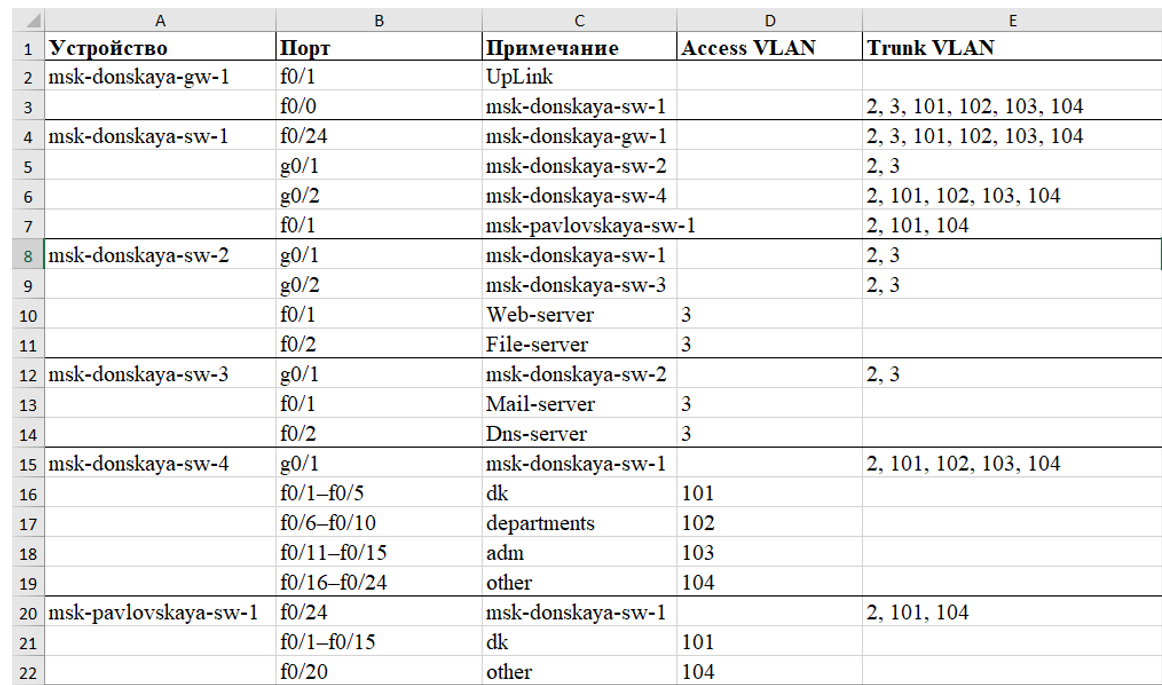 A B C D E
1 Устройство Порт Примечание Access VLAN Trunk VLAN
2 msk-donskaya-gw-1 f0/1 UpLink
3 f0/0 msk-donskaya-sw-1 2, 3, 101, 102, 103, 104
4 msk-donskaya-sw-1 f0/24 msk-donskaya-gw-1 2, 3, 101, 102, 103, 104
5 g0/1 msk-donskaya-sw-2 2, 3
6 g0/2 msk-donskaya-sw-4 2, 101, 102, 103, 104
7 f0/1 msk-pavlovskaya-sw-1 2, 101, 104
8 msk-donskaya-sw-2 g0/1 msk-donskaya-sw-1 2, 3
9 g0/2 msk-donskaya-sw-3 2, 3
10 f0/1 Web-server 3
11 f0/2 File-server 3
12 msk-donskaya-sw-3 g0/1 msk-donskaya-sw-2 2, 3
13 f0/1 Mail-server 3
14 f0/2 Dns-server 3
15 msk-donskaya-sw-4 g0/1 msk-donskaya-sw-1 2, 101, 102, 103, 104
16 f0/1–f0/5 dk 101
17 f0/6–f0/10 departments 102
18 f0/11–f0/15 adm 103
19 f0/16–f0/24 other 104
20 msk-pavlovskaya-sw-1 f0/24 msk-donskaya-sw-1 2, 101, 104
21 f0/1–f0/15 dk 101
22 f0/20 other 104